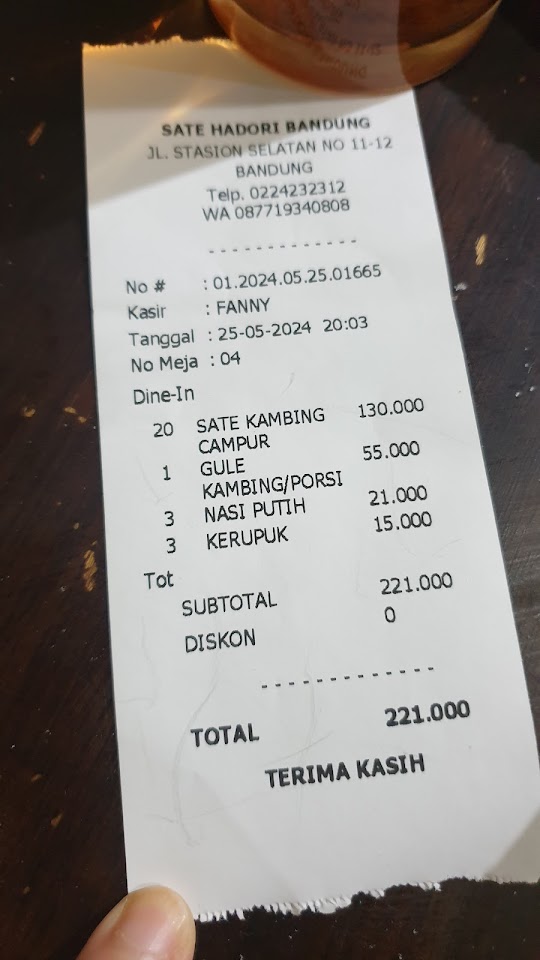 SATE HADORI BANDUNG
JL. STASION SELATAN NO 11-12
BANDUNG
Telp. 0224232312
WA 087719340808
- - - - - - - - - - - - -
No # : 01.2024.05.25.01665
Kasir : FANNY
Tanggal : 25-05-2024 20:03
No Meja : 04
Dine-In
20 SATE KAMBING 130.000
CAMPUR
1 GULE 55.000
KAMBING/PORSI
3 NASI PUTIH 21.000
3 KERUPUK 15.000
Tot
SUBTOTAL 221.000
DISKON 0
- - - - - - - - - - - - -
TOTAL 221.000
TERIMA KASIH